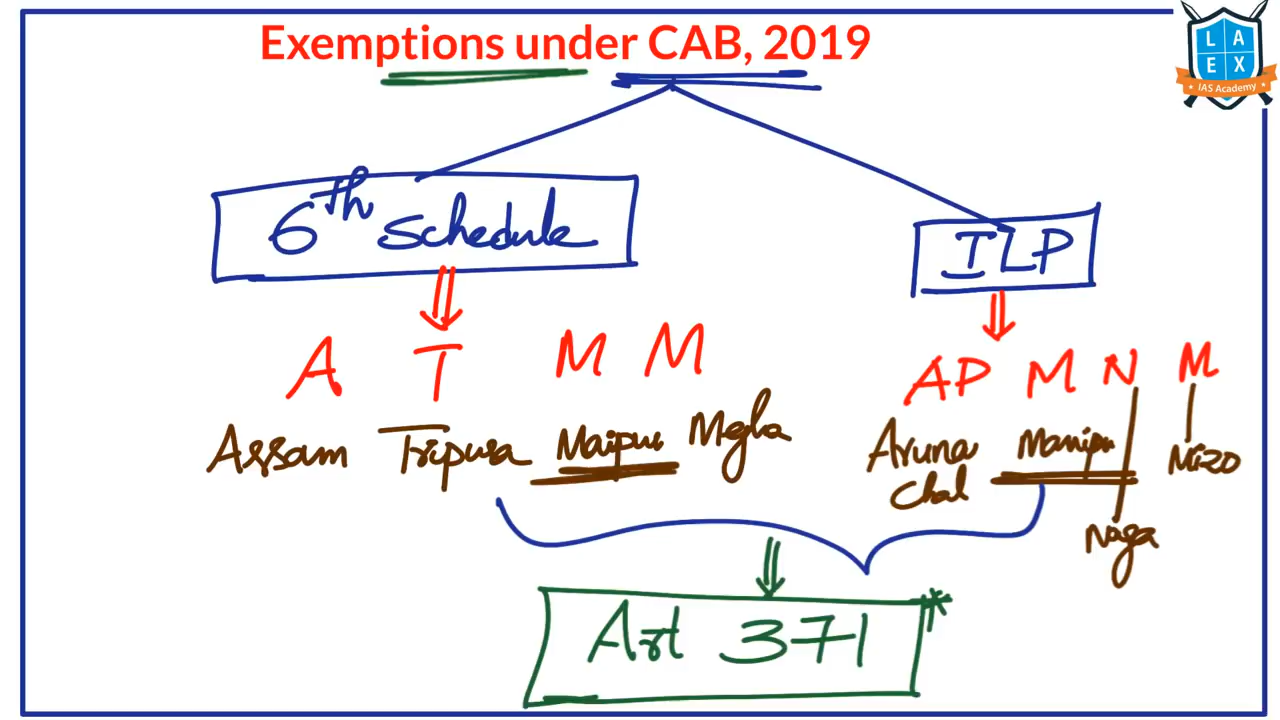 Exemptions under CAB, 2019
L A
E X
IAS Academy
6th Schedule
ILP
A T M M
AP M N M
Assam Tripura Maipur Megha
Aruna Manipu Mizo
Chal
Naga
Art 371
*